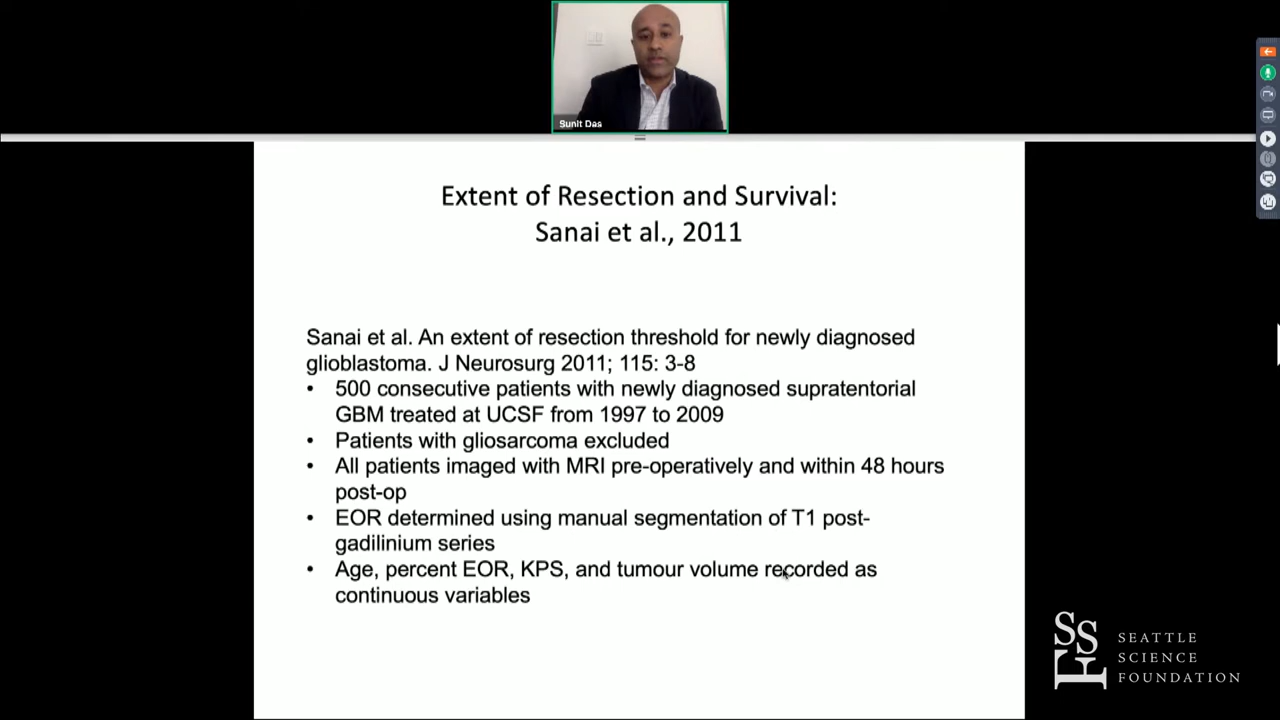 Sunit Das
Extent of Resection and Survival:
Sanai et al., 2011
Sanai et al. An extent of resection threshold for newly diagnosed
glioblastoma. J Neurosurg 2011; 115: 3-8
• 500 consecutive patients with newly diagnosed supratentorial
GBM treated at UCSF from 1997 to 2009
• Patients with gliosarcoma excluded
• All patients imaged with MRI pre-operatively and within 48 hours
post-op
• EOR determined using manual segmentation of T1 post-
gadilinium series
• Age, percent EOR, KPS, and tumour volume recorded as
continuous variables
SSF
SEATTLE
SCIENCE
FOUNDATION